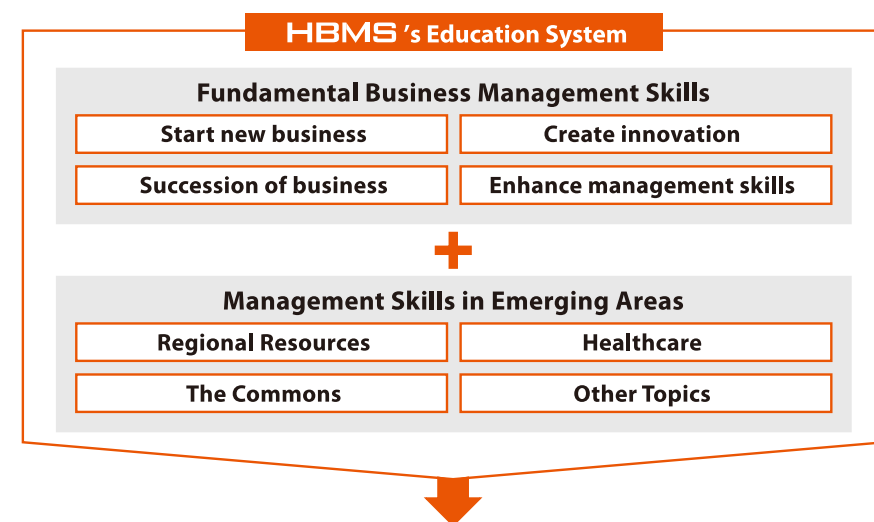 HBMS 's Education System
Fundamental Business Management Skills
Start new business
Create innovation
Succession of business
Enhance management skills
+
Management Skills in Emerging Areas
Regional Resources
Healthcare
The Commons
Other Topics